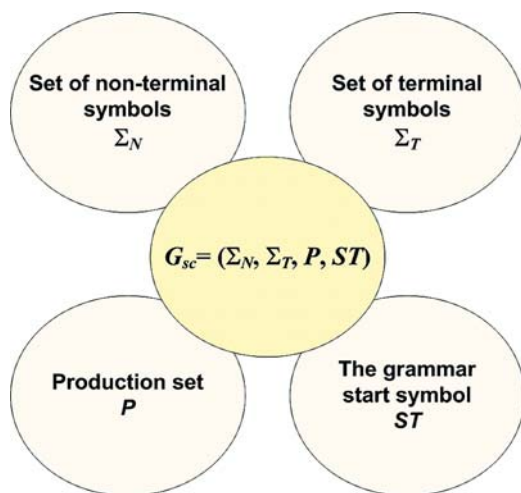 Set of non-terminal
symbols
Σ_N
Set of terminal
symbols
Σ_T
G_sc= (Σ_N, Σ_T, P, ST)
Production set
P
The grammar
start symbol
ST